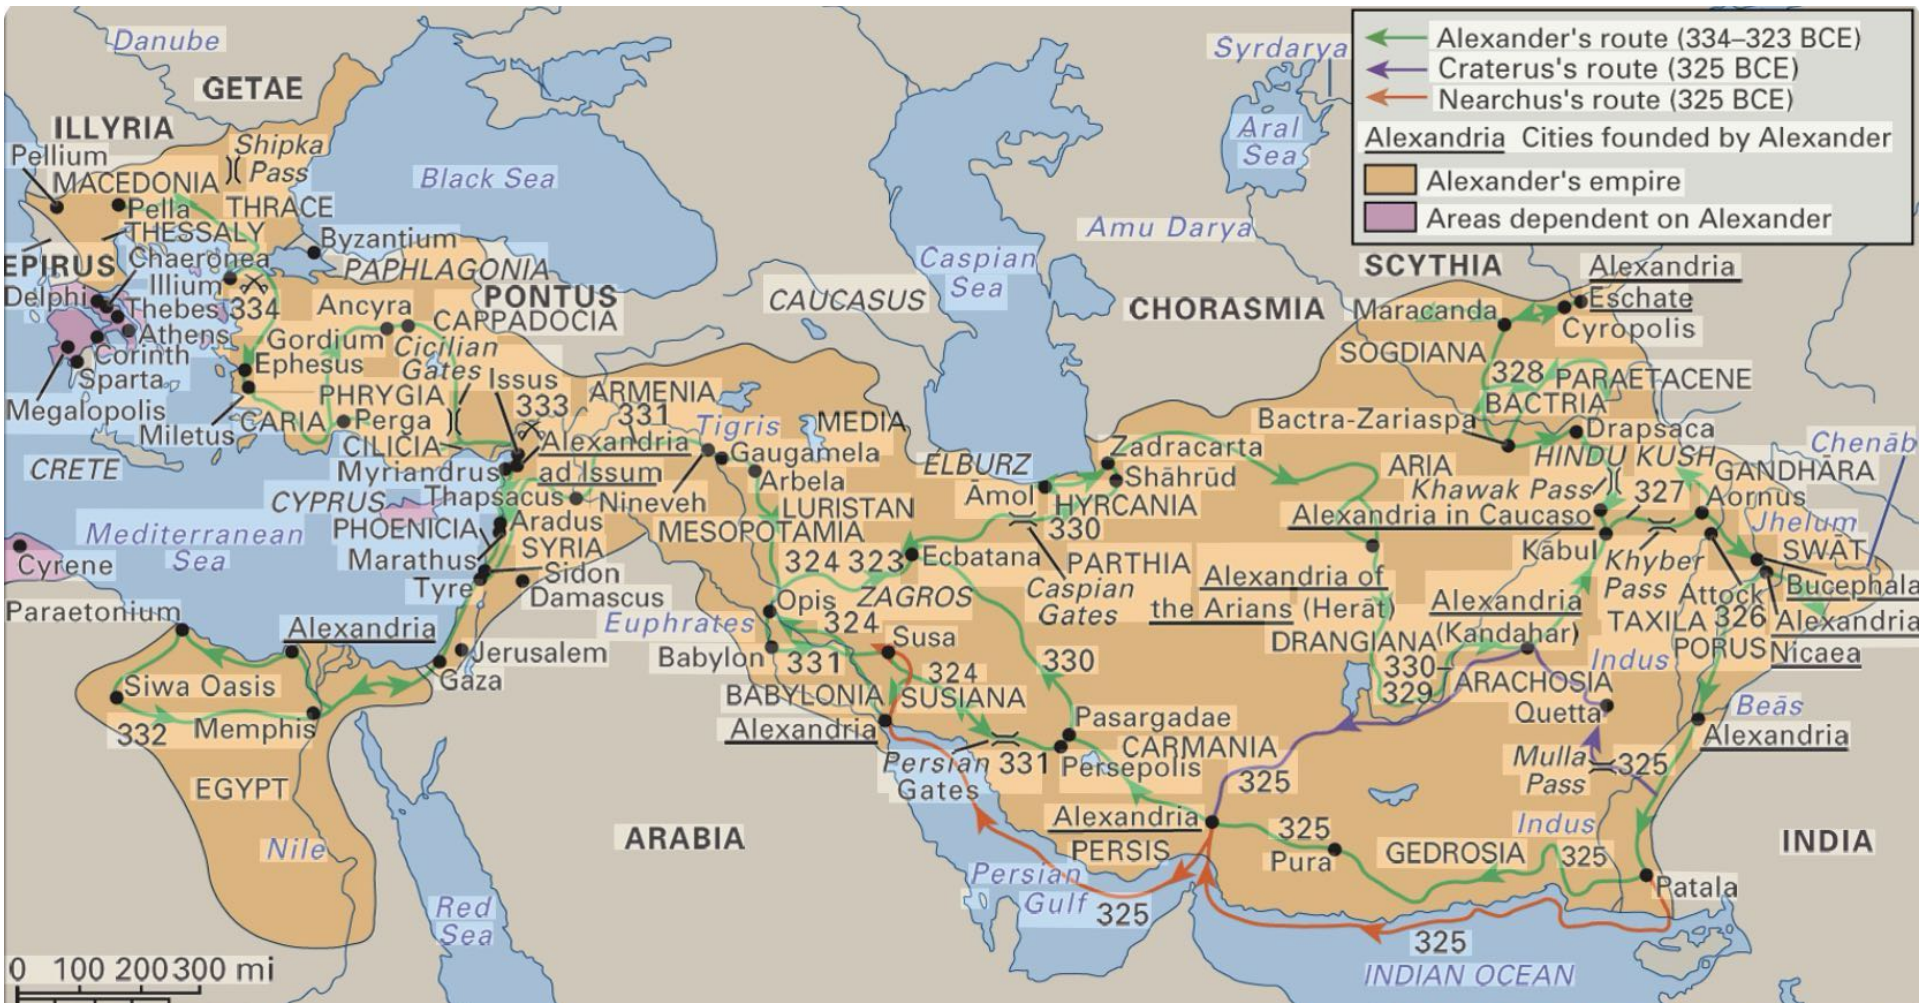 Danube
GETAE
ILLYRIA
Pellium
MACEDONIA
Shipka
Pass
Pella
THRACE
THESSALY
Byzantium
EPIRUS
Chaeronea
PAPHLAGONIA
Illium
Delphi
Thebes
334
Ancyra
PONTUS
Athens
CAPPADOCIA
Corinth
Gordium
Cicilian
Gates
Sparta
Ephesus
Megalopolis
PHRYGIA
Issus
333
Miletus
CARIA
Perga
CILICIA
CRETE
Myriandrus
Alexandria
ad Issum
CYPRUS
Thapsacus
Nineveh
Mediterranean
Sea
PHOENICIA
Aradus
Marathus
SYRIA
Cyrene
Tyre
Sidon
Damascus
Paraetonium
Alexandria
Jerusalem
Gaza
Siwa Oasis
332
Memphis
EGYPT
Nile
Red
Sea
ARABIA
0 100 200 300 mi
Black Sea
CAUCASUS
Caspian
Sea
ARMENIA
331
Tigris
MEDIA
Gaugamela
Arbela
LURISTAN
MESOPOTAMIA
324 323
Ecbatana
Opis
ZAGROS
324
Euphrates
Babylon
331
Susa
324
BABYLONIA
SUSIANA
Alexandria
Persian
Gates
331
Pasargadae
Persepolis
CARMANIA
330
Alexandria
PERSIS
Persian
Gulf
325
ELBURZ
Āmol
Zadracarta
Shāhrūd
HYRCANIA
330
PARTHIA
Caspian
Gates
Syrdarya
Aral
Sea
Amu Darya
CHORASMIA
SCYTHIA
Alexandria
Eschate
Maracanda
Cyropolis
SOGDIANA
328
PARAETACENE
BACTRIA
Bactra-Zariaspa
Drapsaca
HINDU KUSH
ARIA
Khawak Pass
327
GANDHĀRA
Aornus
Chenāb
Alexandria in Caucaso
Jhelum
Kābul
Khyber
Pass
SWĀT
Bucephala
Attock
Alexandria of
the Arians (Herāt)
Alexandria
(Kandahar)
TAXILA
326
Alexandria
Nicaea
DRANGIANA
PORUS
330–
329
Indus
ARACHOSIA
Quetta
Beās
Alexandria
Mulla
Pass
325
325
325
Pura
GEDROSIA
Indus
325
Patala
INDIA
325
INDIAN OCEAN
Alexander's route (334–323 BCE)
Craterus's route (325 BCE)
Nearchus's route (325 BCE)
Alexandria Cities founded by Alexander
Alexander's empire
Areas dependent on Alexander